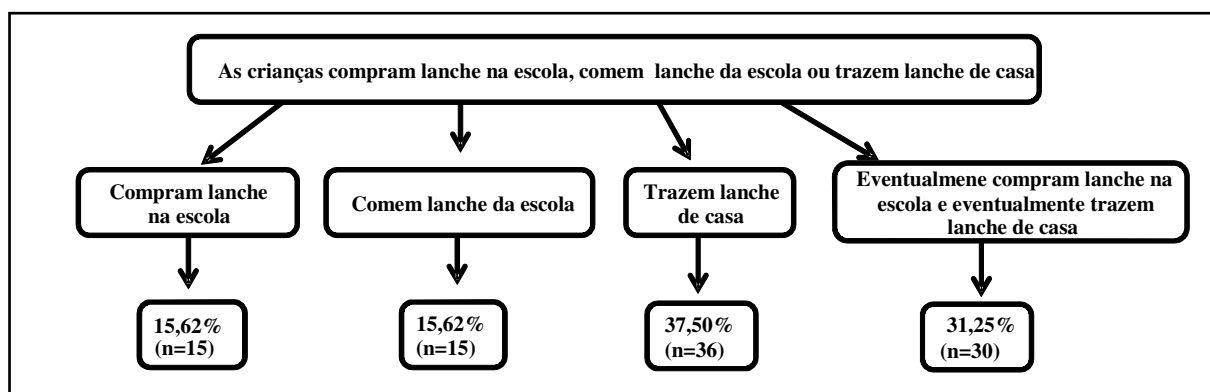 As crianças compram lanche na escola, comem lanche da escola ou trazem lanche de casa
Compram lanche
na escola
Comem lanche da escola
Trazem lanche
de casa
Eventualmene compram lanche na
escola e eventualmente trazem
lanche de casa
15,62%
(n=15)
15,62%
(n=15)
37,50%
(n=36)
31,25%
(n=30)